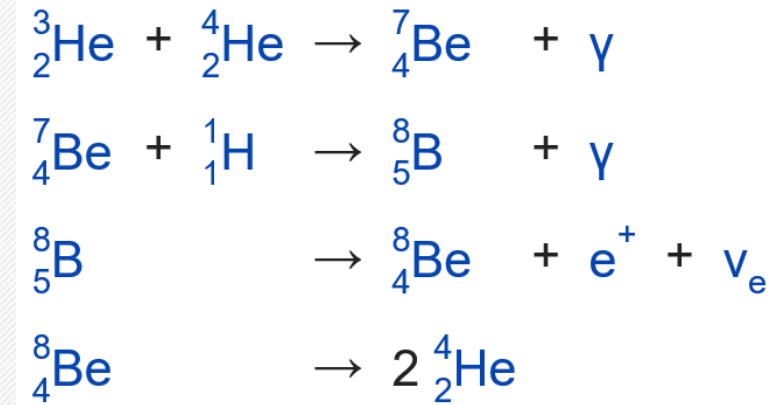 ³₂He + ⁴₂He → ⁷₄Be + γ
⁷₄Be + ¹₁H → ⁸₅B + γ
⁸₅B → ⁸₄Be + e⁺ + νₑ
⁸₄Be → 2 ⁴₂He